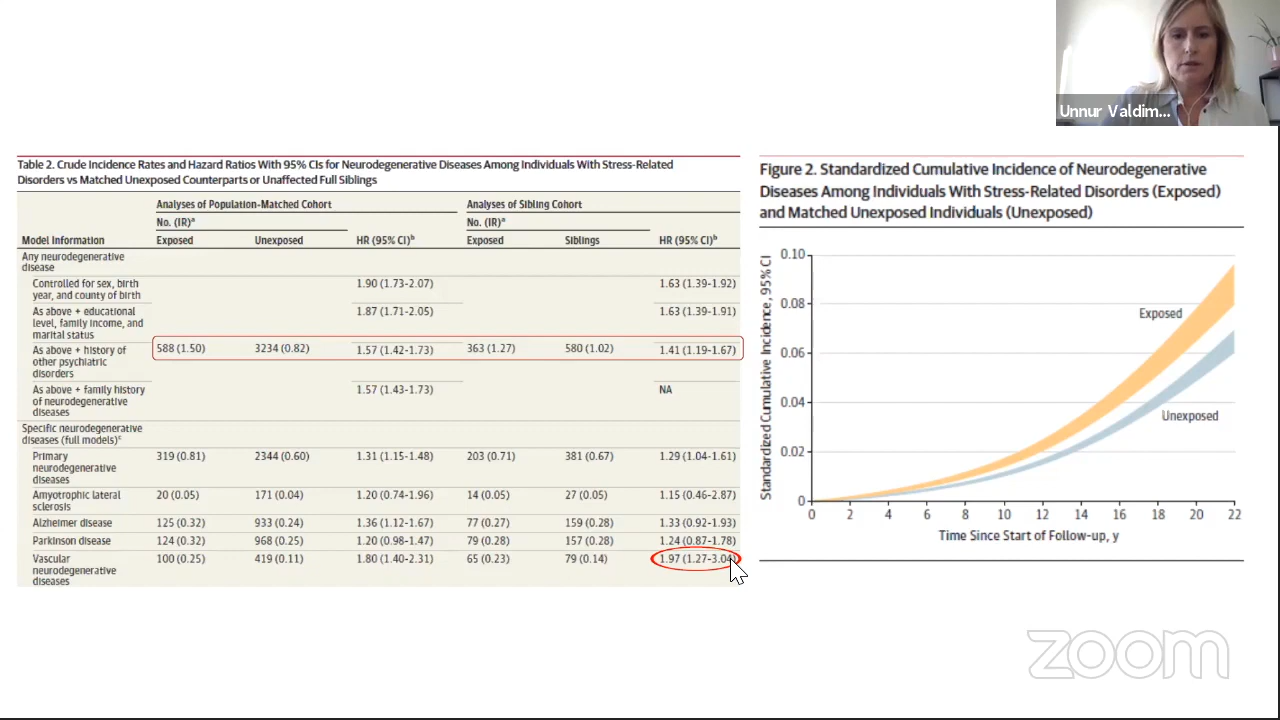 Unnur Valdim...
Table 2. Crude Incidence Rates and Hazard Ratios With 95% CIs for Neurodegenerative Diseases Among Individuals With Stress-Related
Disorders vs Matched Unexposed Counterparts or Unaffected Full Siblings
Analyses of Population-Matched Cohort Analyses of Sibling Cohort
No. (IR)a No. (IR)a
Model Information Exposed Unexposed HR (95% CI)b Exposed Siblings HR (95% CI)b
Any neurodegenerative
disease
Controlled for sex, birth 1.90 (1.73-2.07) 1.63 (1.39-1.92)
year, and county of birth
As above + educational 1.87 (1.71-2.05) 1.63 (1.39-1.91)
level, family income, and
marital status
As above + history of 588 (1.50) 3234 (0.82) 1.57 (1.42-1.73) 363 (1.27) 580 (1.02) 1.41 (1.19-1.67)
other psychiatric
disorders
As above + family history 1.57 (1.43-1.73) NA
of neurodegenerative
diseases
Specific neurodegenerative
diseases (full models)c
Primary 319 (0.81) 2344 (0.60) 1.31 (1.15-1.48) 203 (0.71) 381 (0.67) 1.29 (1.04-1.61)
neurodegenerative
diseases
Amyotrophic lateral 20 (0.05) 171 (0.04) 1.20 (0.74-1.96) 14 (0.05) 27 (0.05) 1.15 (0.46-2.87)
sclerosis
Alzheimer disease 125 (0.32) 933 (0.24) 1.36 (1.12-1.67) 77 (0.27) 159 (0.28) 1.33 (0.92-1.93)
Parkinson disease 124 (0.32) 968 (0.25) 1.20 (0.98-1.47) 79 (0.28) 157 (0.28) 1.24 (0.87-1.78)
Vascular 100 (0.25) 419 (0.11) 1.80 (1.40-2.31) 65 (0.23) 79 (0.14) 1.97 (1.27-3.04)
neurodegenerative
diseases
Figure 2. Standardized Cumulative Incidence of Neurodegenerative
Diseases Among Individuals With Stress-Related Disorders (Exposed)
and Matched Unexposed Individuals (Unexposed)
Standardized Cumulative Incidence, 95% CI
0.10
0.08
0.06
0.04
0.02
0
Exposed
Unexposed
0 2 4 6 8 10 12 14 16 18 20 22
Time Since Start of Follow-up, y
zoom